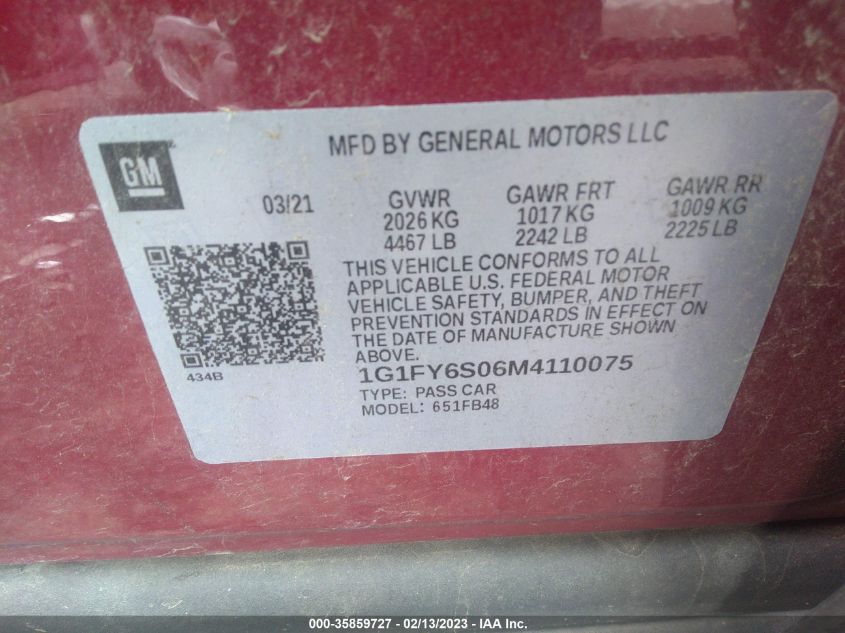 MFD BY GENERAL MOTORS LLC
GM
03/21
GVWR GAWR FRT GAWR RR
2026 KG 1017 KG 1009 KG
4467 LB 2242 LB 2225 LB
THIS VEHICLE CONFORMS TO ALL
APPLICABLE U.S. FEDERAL MOTOR
VEHICLE SAFETY, BUMPER, AND THEFT
PREVENTION STANDARDS IN EFFECT ON
THE DATE OF MANUFACTURE SHOWN
ABOVE.
434B
1G1FY6S06M4110075
TYPE: PASS CAR
MODEL: 651FB48
000-35859727 - 02/13/2023 - IAA Inc.